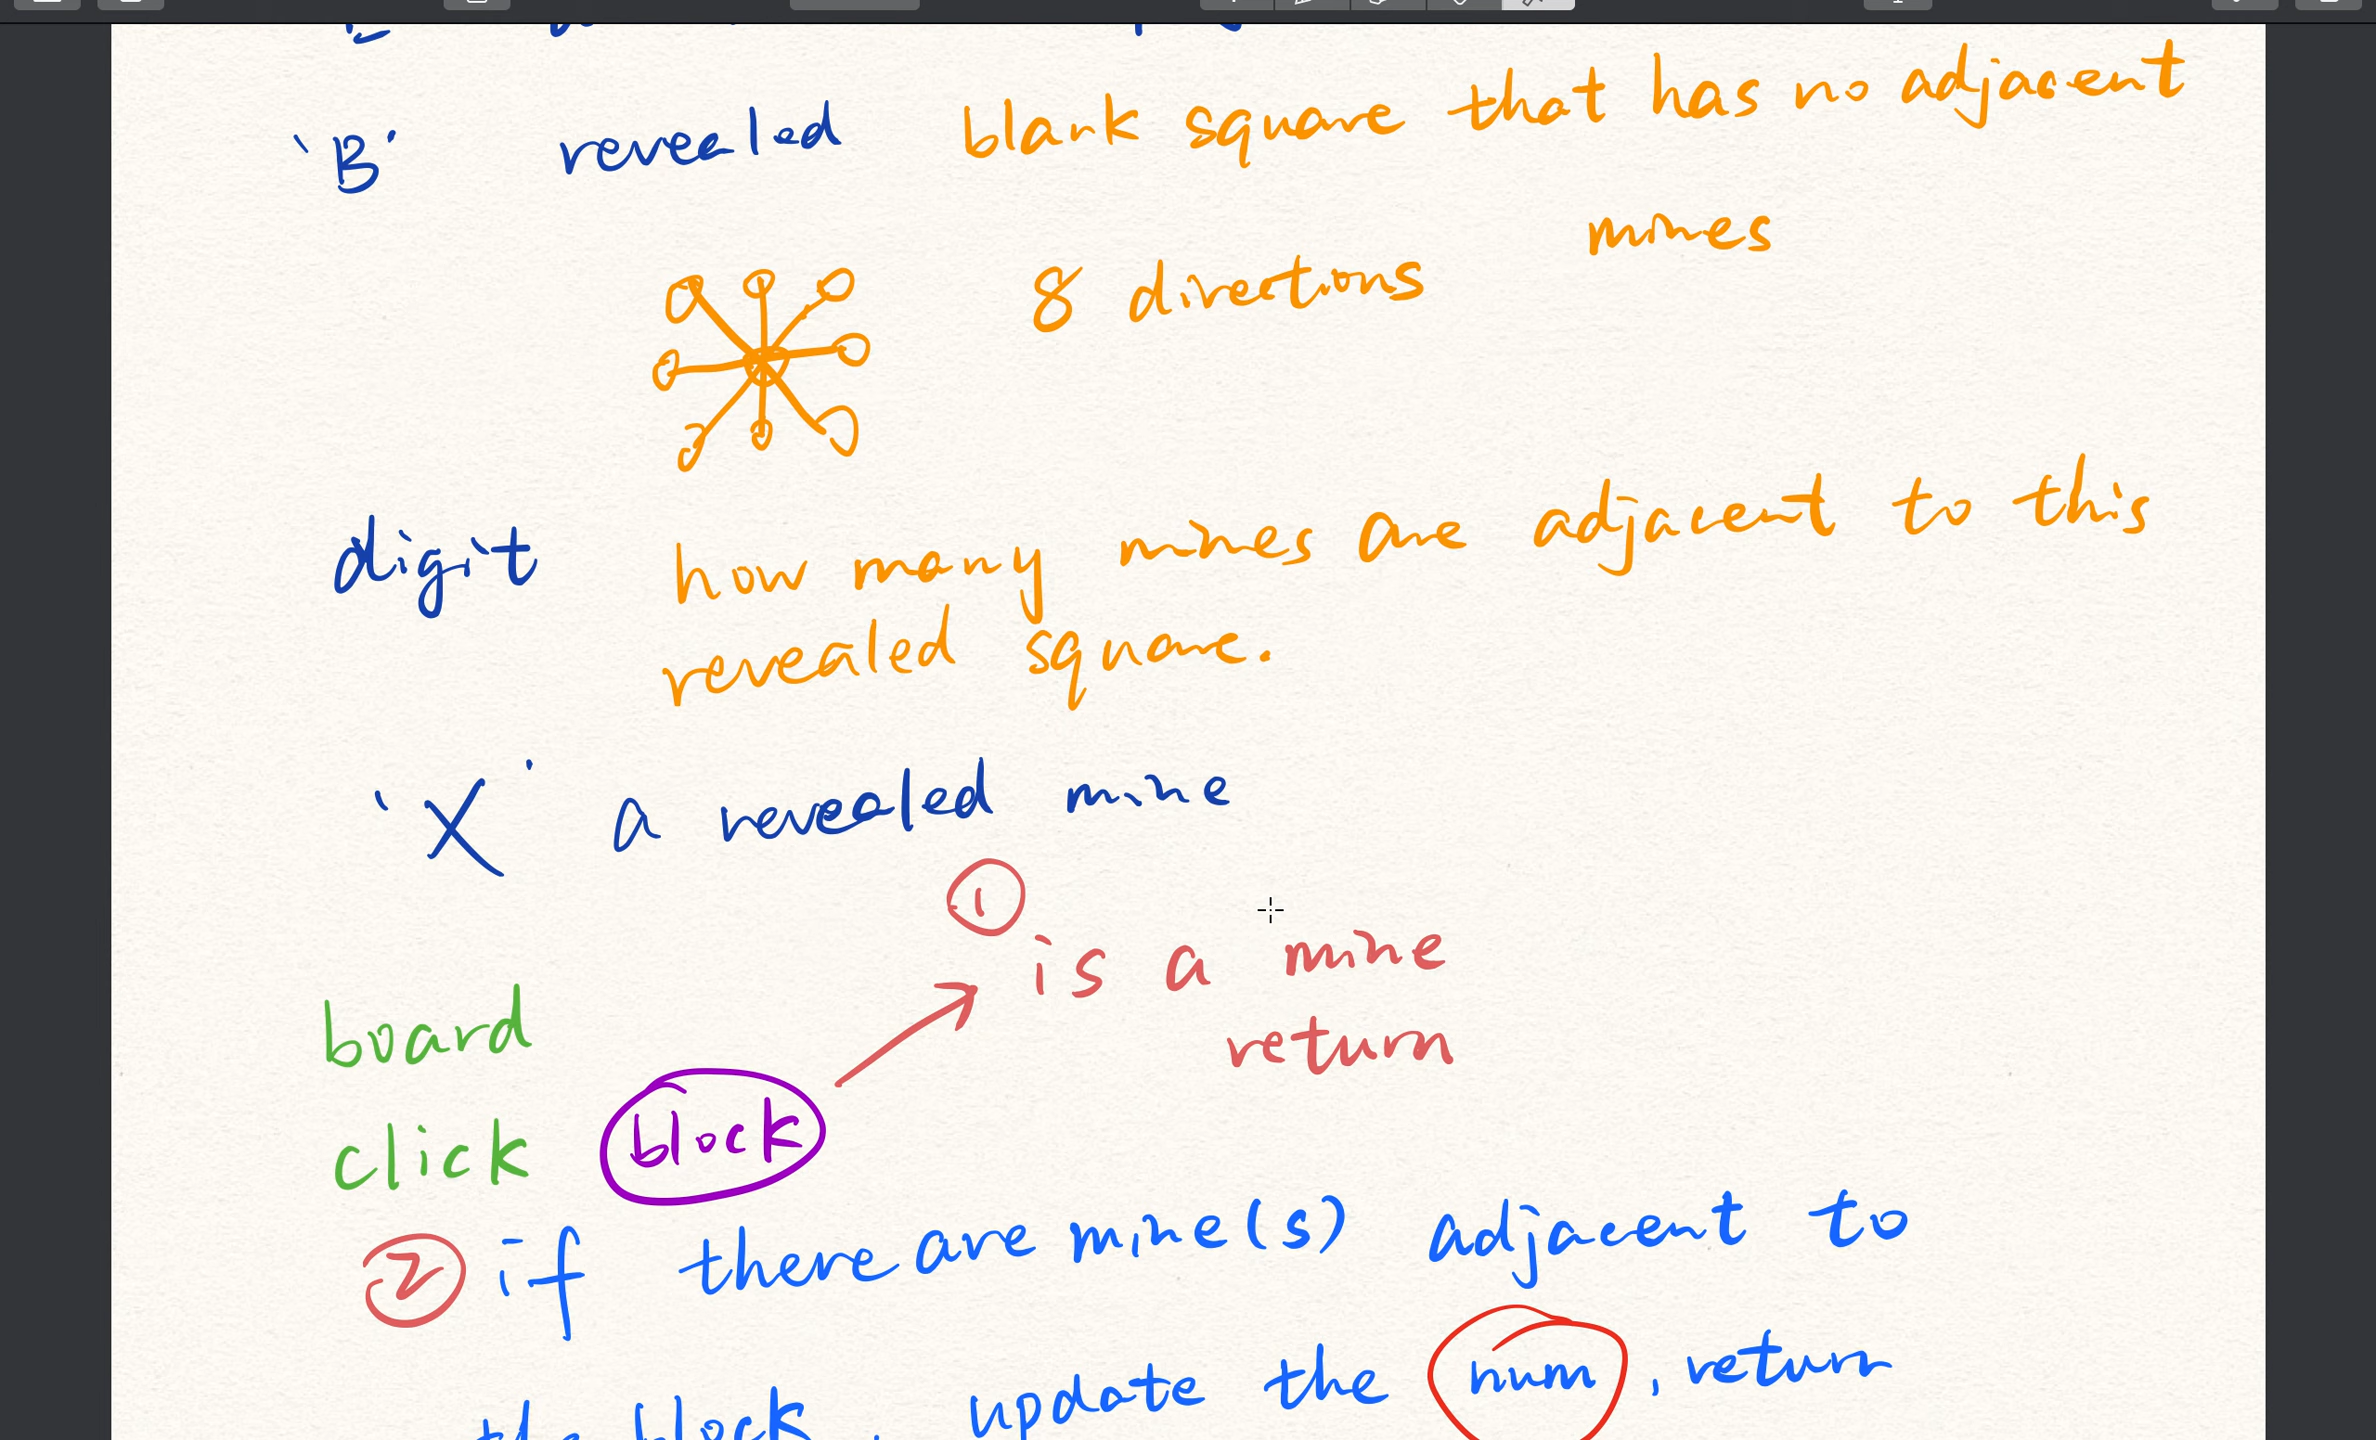 'B' revealed blank square that has no adjacent
mines
8 directions
digit how many mines are adjacent to this
revealed square.
'X' a revealed mine
①
is a mine
return
board
click block
② if there are mine(s) adjacent to
the block, update the num, return